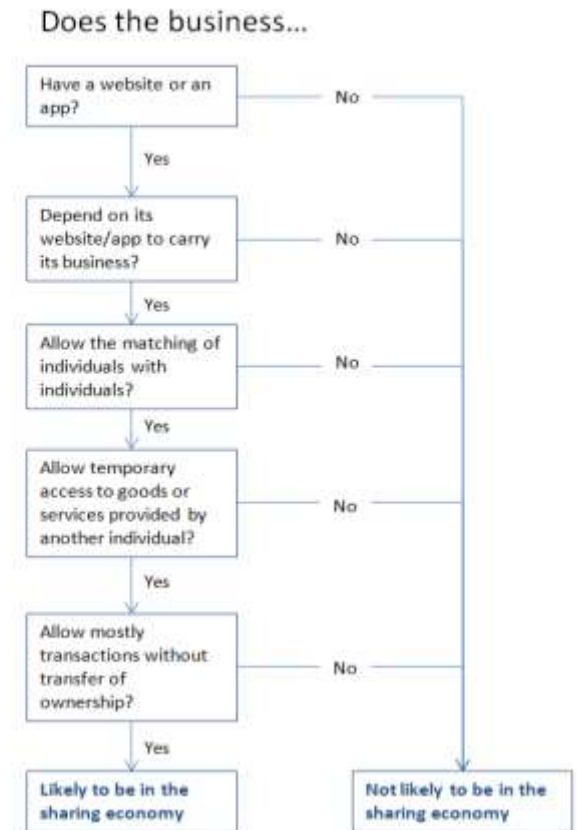 Does the business...
Have a website or an
app?
No
Yes
Depend on its
website/app to carry
its business?
No
Yes
Allow the matching of
individuals with
individuals?
No
Yes
Allow temporary
access to goods or
services provided by
another individual?
No
Yes
Allow mostly
transactions without
transfer of
ownership?
No
Yes
Likely to be in the
sharing economy
Not likely to be in the
sharing economy